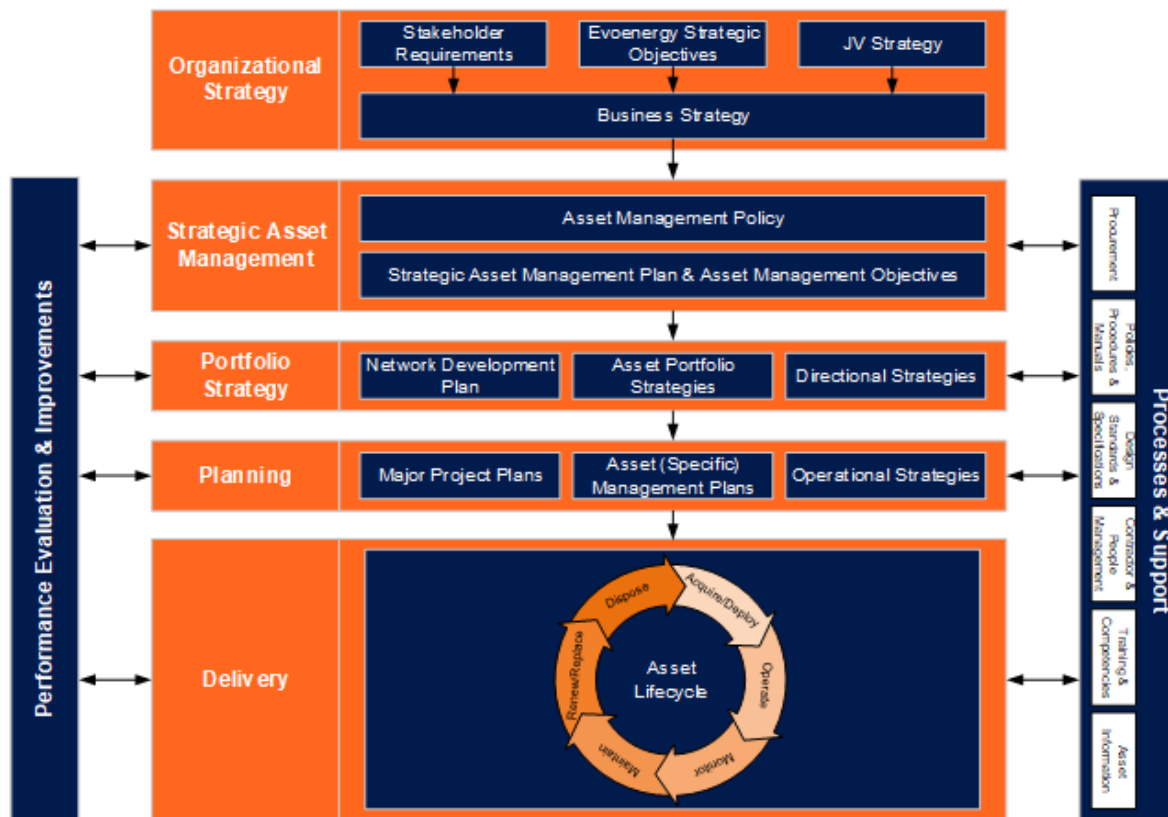 Organizational
Strategy
Stakeholder
Requirements
Evoenergy Strategic
Objectives
JV Strategy
Business Strategy
Performance Evaluation & Improvements
Strategic Asset
Management
Asset Management Policy
Strategic Asset Management Plan & Asset Management Objectives
Portfolio
Strategy
Network Development
Plan
Asset Portfolio
Strategies
Directional Strategies
Planning
Major Project Plans
Asset (Specific)
Management Plans
Operational Strategies
Delivery
Asset
Lifecycle
Acquire/Deploy
Operate
Monitor
Maintain
Renew/Replace
Dispose
Processes & Support
Procurement
Policies,
Procedures &
Manuals
Design
Standards &
Specifications
Contractor &
People
Management
Training &
Competencies
Asset
Information